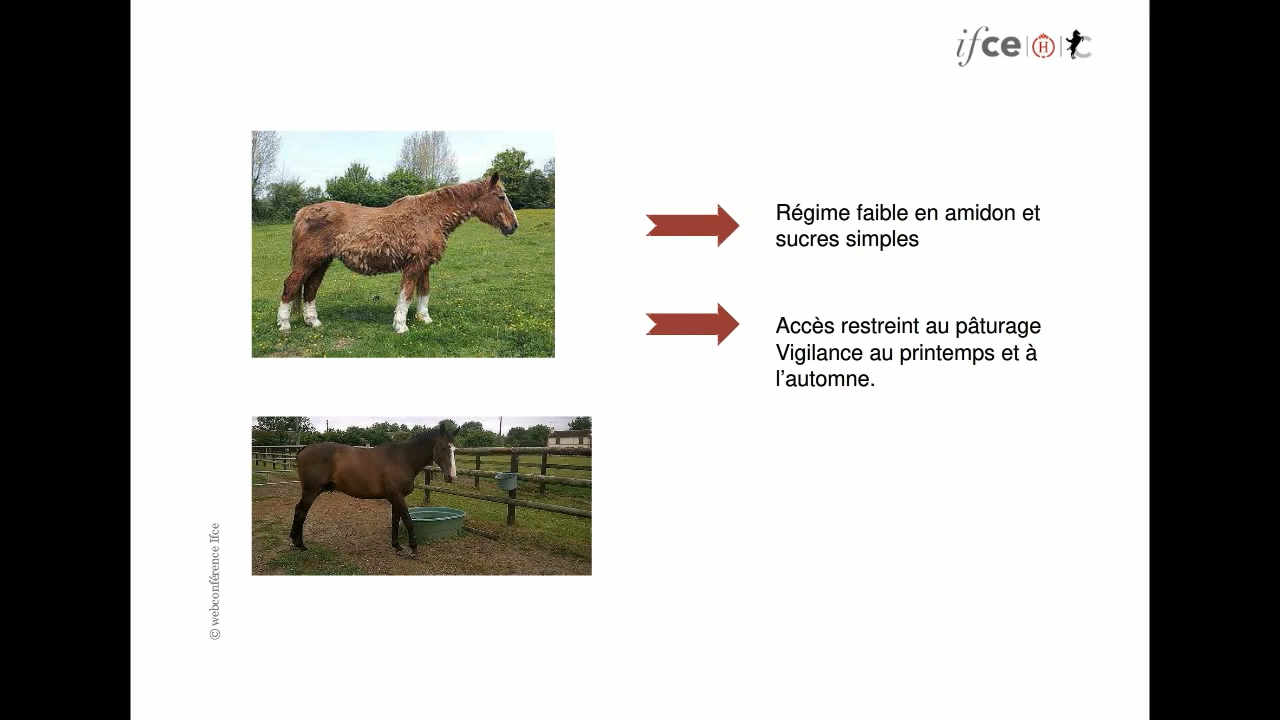 ifce
H
Régime faible en amidon et
sucres simples
Accès restreint au pâturage
Vigilance au printemps et à
l'automne.
© webconférence Ifce